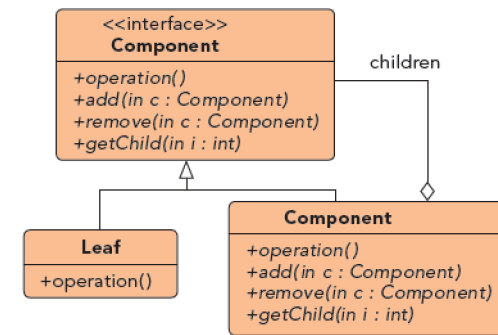 <<interface>>
Component
+operation()
+add(in c : Component)
+remove(in c : Component)
+getChild(in i : int)
children
Leaf
+operation()
Component
+operation()
+add(in c : Component)
+remove(in c : Component)
+getChild(in i : int)